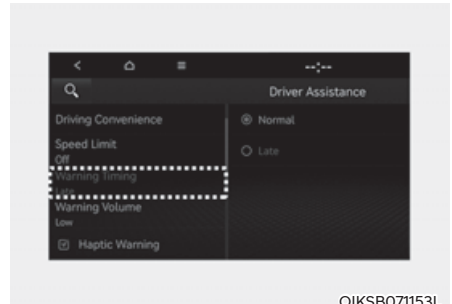 --:--
Driver Assistance
Driving Convenience
Speed Limit
Off
Warning Timing
Late
Warning Volume
Low
Haptic Warning
Normal
Late
OIKSB071153L